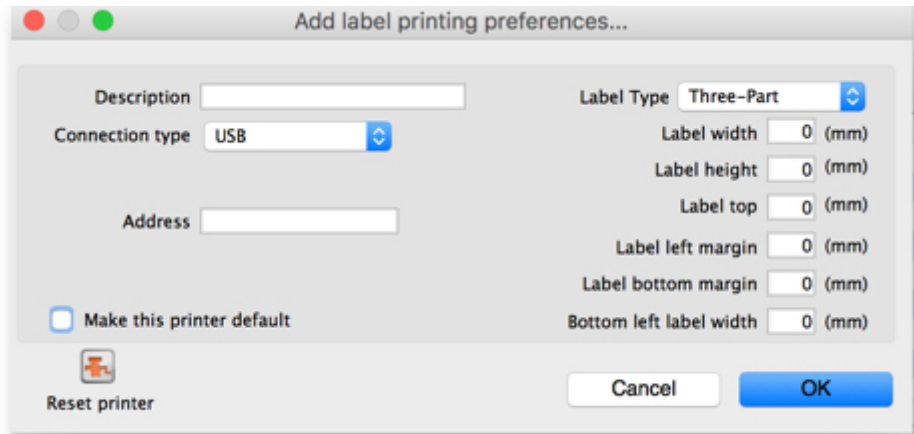 Add label printing preferences...
Description
Label Type Three-Part
Connection type USB
Label width 0 (mm)
Label height 0 (mm)
Address
Label top 0 (mm)
Label left margin 0 (mm)
Label bottom margin 0 (mm)
Make this printer default
Bottom left label width 0 (mm)
Reset printer
Cancel
OK